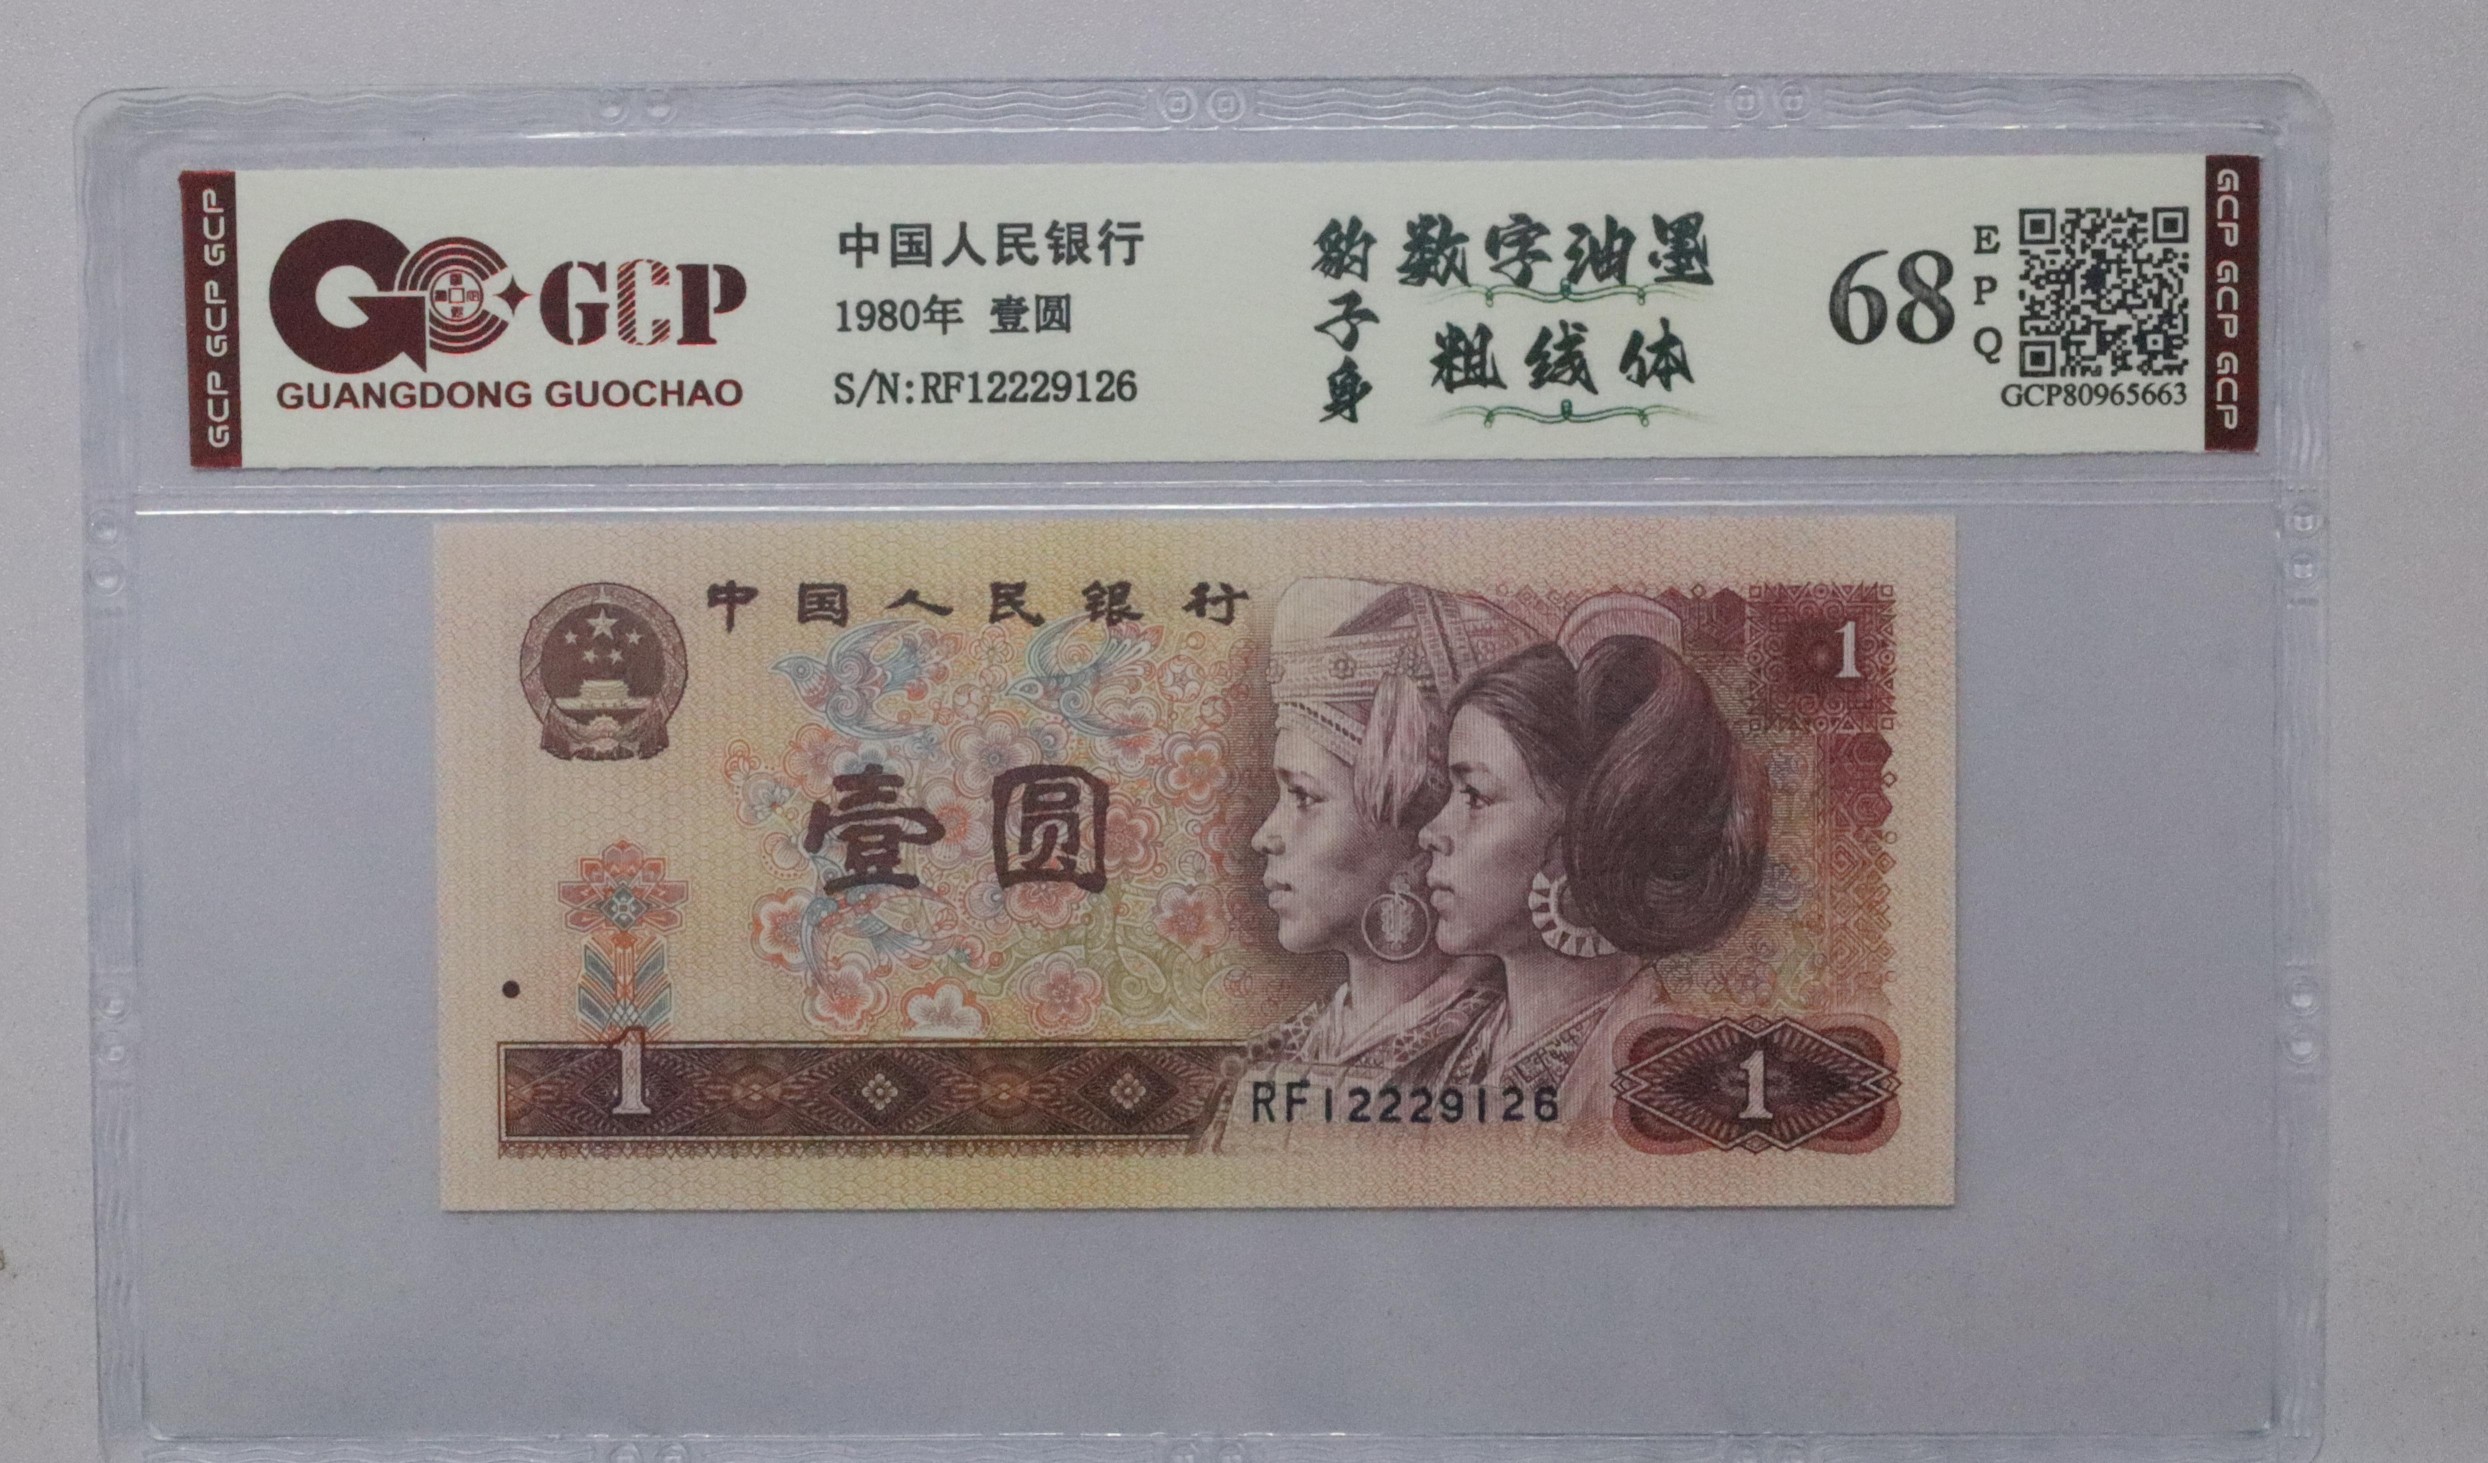 GCP GCP GCP
GCP
GUANGDONG GUOCHAO
中国人民银行
1980年 壹圆
S/N:RF12229126
豹子身
数字油墨
粗线体
68
EPQ
GCP80965663
GCP GCP GCP
中国人民银行
1
壹圆
1
RF12229126
1